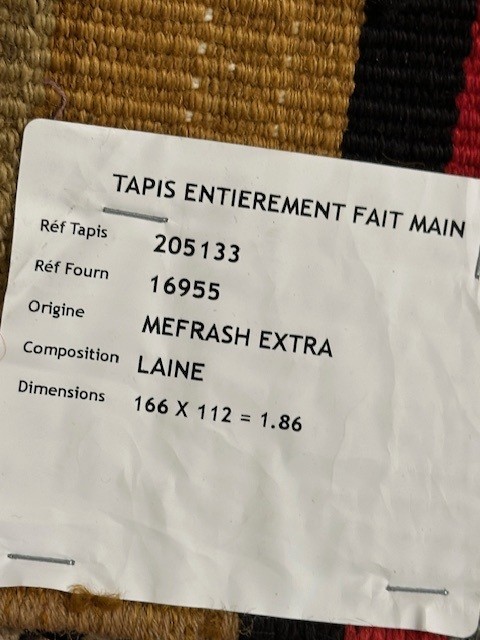 TAPIS ENTIEREMENT FAIT MAIN
Réf Tapis 205133
Réf Fourn 16955
Origine MEFRASH EXTRA
Composition LAINE
Dimensions 166 X 112 = 1.86